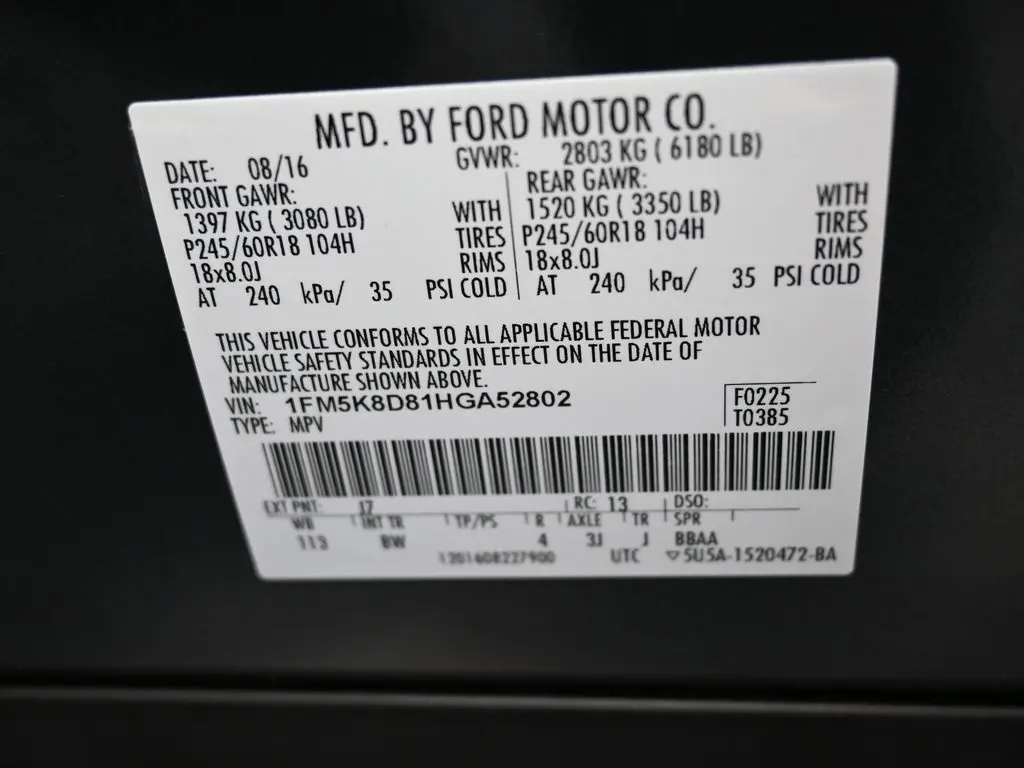 MFD. BY FORD MOTOR CO.
DATE: 08/16 GVWR: 2803 KG ( 6180 LB)
FRONT GAWR: REAR GAWR:
1397 KG ( 3080 LB) WITH 1520 KG ( 3350 LB) WITH
P245/60R18 104H TIRES P245/60R18 104H TIRES
18x8.0J RIMS 18x8.0J RIMS
AT 240 kPa/ 35 PSI COLD AT 240 kPa/ 35 PSI COLD
THIS VEHICLE CONFORMS TO ALL APPLICABLE FEDERAL MOTOR
VEHICLE SAFETY STANDARDS IN EFFECT ON THE DATE OF
MANUFACTURE SHOWN ABOVE.
VIN: 1FM5K8D81HGA52802 F0225
TYPE: MPV T0385
EXT PNT: J7 RC: 13 DSO:
WB INT TR TP/PS R AXLE TR SPR
113 BW 4 3J J BBAA
1201608227900 UTC ▽5U5A-1520472-BA